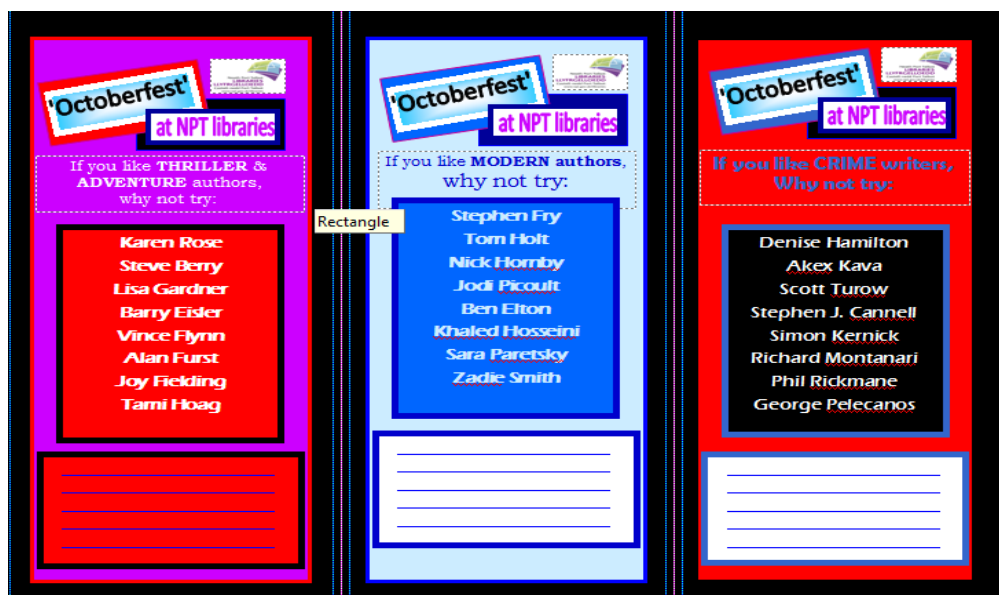 'Octoberfest'
at NPT libraries
LIBRARIES
If you like THRILLER &
ADVENTURE authors,
why not try:
Karen Rose
Steve Berry
Lisa Gardner
Barry Eisler
Vince Flynn
Alan Furst
Joy Fielding
Tami Hoag
Rectangle
'Octoberfest'
at NPT libraries
LIBRARIES
If you like MODERN authors,
why not try:
Stephen Fry
Tom Holt
Nick Hornby
Jodi Picoult
Ben Elton
Khaled Hosseini
Sara Paretsky
Zadie Smith
'Octoberfest'
at NPT libraries
LIBRARIES
If you like CRIME writers,
Why not try:
Denise Hamilton
Akex Kava
Scott Turow
Stephen J. Cannell
Simon Kernick
Richard Montanari
Phil Rickmane
George Pelecanos